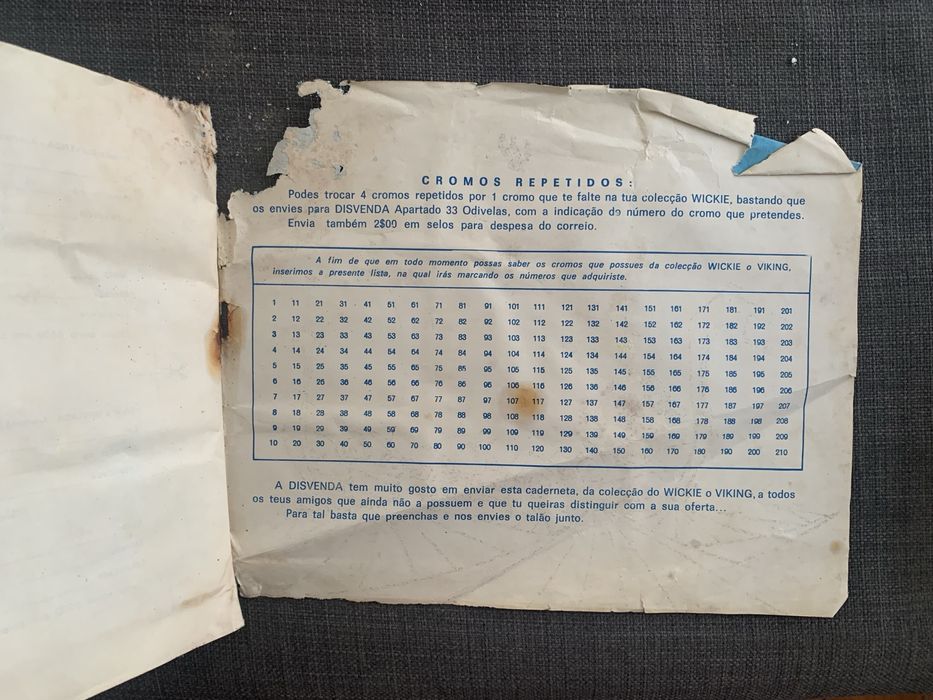 CROMOS REPETIDOS:
Podes trocar 4 cromos repetidos por 1 cromo que te falte na tua colecção WICKIE, bastando que
os envies para DISVENDA Apartado 33 Odivelas, com a indicação do número do cromo que pretendes.
Envia também 2$00 em selos para despesa do correio.
A fim de que em todo momento possas saber os cromos que possues da colecção WICKIE o VIKING,
inserimos a presente lista, na qual irás marcando os números que adquiriste.
1 11 21 31 41 51 61 71 81 91 101 111 121 131 141 151 161 171 181 191 201
2 12 22 32 42 52 62 72 82 92 102 112 122 132 142 152 162 172 182 192 202
3 13 23 33 43 53 63 73 83 93 103 113 123 133 143 153 163 173 183 193 203
4 14 24 34 44 54 64 74 84 94 104 114 124 134 144 154 164 174 184 194 204
5 15 25 35 45 55 65 75 85 95 105 115 125 135 145 155 165 175 185 195 205
6 16 26 36 46 56 66 76 86 96 106 116 126 136 146 156 166 176 186 196 206
7 17 27 37 47 57 67 77 87 97 107 117 127 137 147 157 167 177 187 197 207
8 18 28 38 48 58 68 78 88 98 108 118 128 138 148 158 168 178 188 198 208
9 19 29 39 49 59 69 79 89 99 109 119 129 139 149 159 169 179 189 199 209
10 20 30 40 50 60 70 80 90 100 110 120 130 140 150 160 170 180 190 200 210
A DISVENDA tem muito gosto em enviar esta caderneta, da colecção do WICKIE o VIKING, a todos
os teus amigos que ainda não a possuem e que tu queiras distinguir com a sua oferta...
Para tal basta que preenchas e nos envies o talão junto.